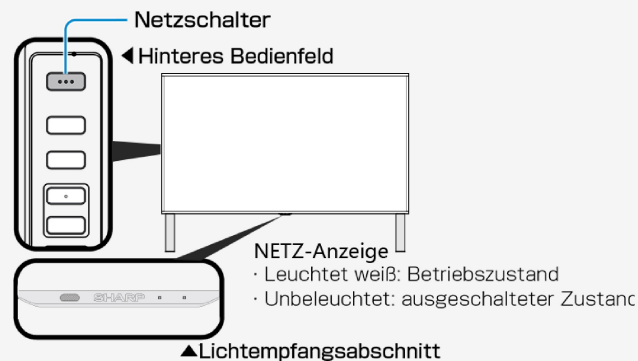 Netzschalter
◀Hinteres Bedienfeld
NETZ-Anzeige
· Leuchtet weiß: Betriebszustand
· Unbeleuchtet: ausgeschalteter Zustand
SHARP
▲Lichtempfangsabschnitt